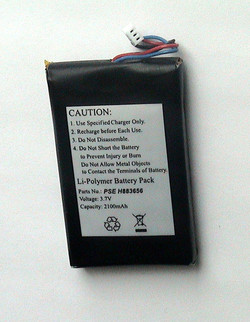 CAUTION:
1. Use Specified Charger Only.
2. Recharge before Each Use.
3. Do Not Disassemble.
4. Do Not Short the Battery
to Prevent Injury or Burn
Do Not Allow Metal Objects
to Contact the Terminals of Battery.
Li-Polymer Battery Pack
Parts No.: PSE H883656
Voltage: 3.7V
Capacity: 2100mAh